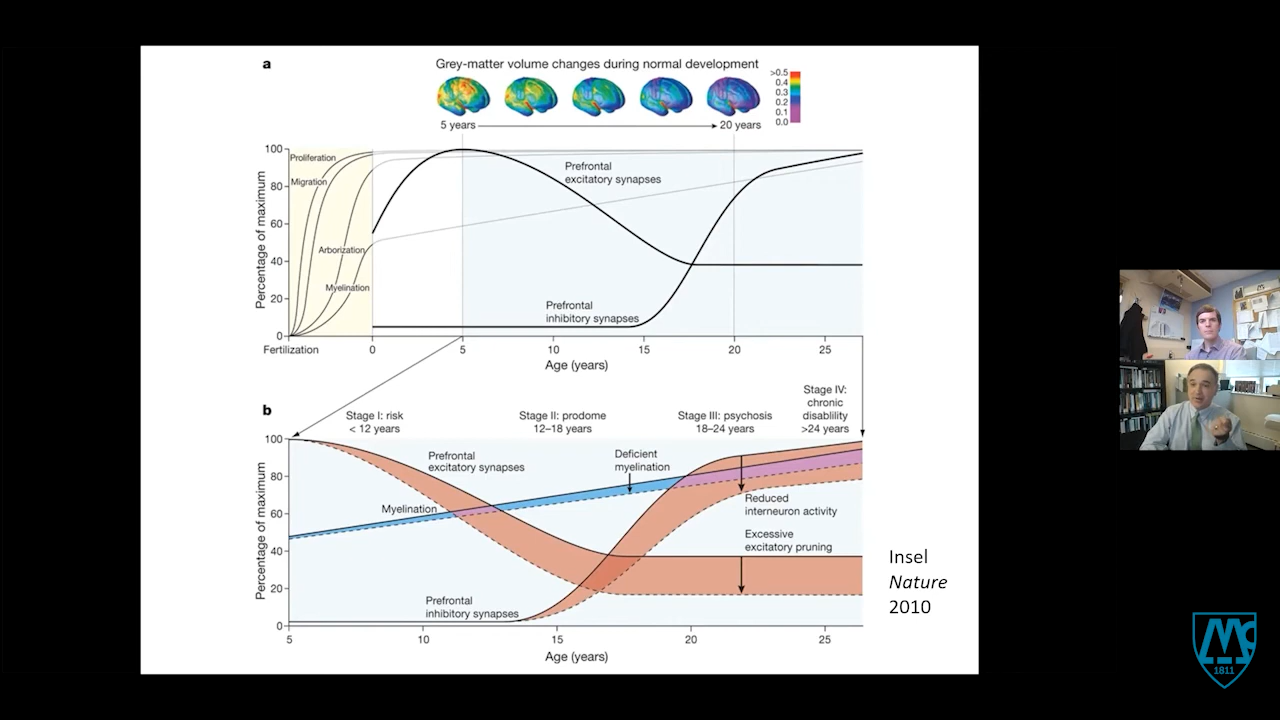 a
Grey-matter volume changes during normal development
>0.5
0.4
0.3
0.2
0.1
0.0
5 years
20 years
Percentage of maximum
100
80
60
40
20
0
Proliferation
Migration
Arborization
Myelination
Prefrontal
excitatory synapses
Prefrontal
inhibitory synapses
Fertilization
0
5
10
15
20
25
Age (years)
b
Stage I: risk
< 12 years
Stage II: prodome
12–18 years
Stage III: psychosis
18–24 years
Stage IV:
chronic
disablility
>24 years
Percentage of maximum
100
80
60
40
20
0
Prefrontal
excitatory synapses
Deficient
myelination
Myelination
Reduced
interneuron activity
Excessive
excitatory pruning
Prefrontal
inhibitory synapses
5
10
15
20
25
Age (years)
Insel
Nature
2010
Mc
1811